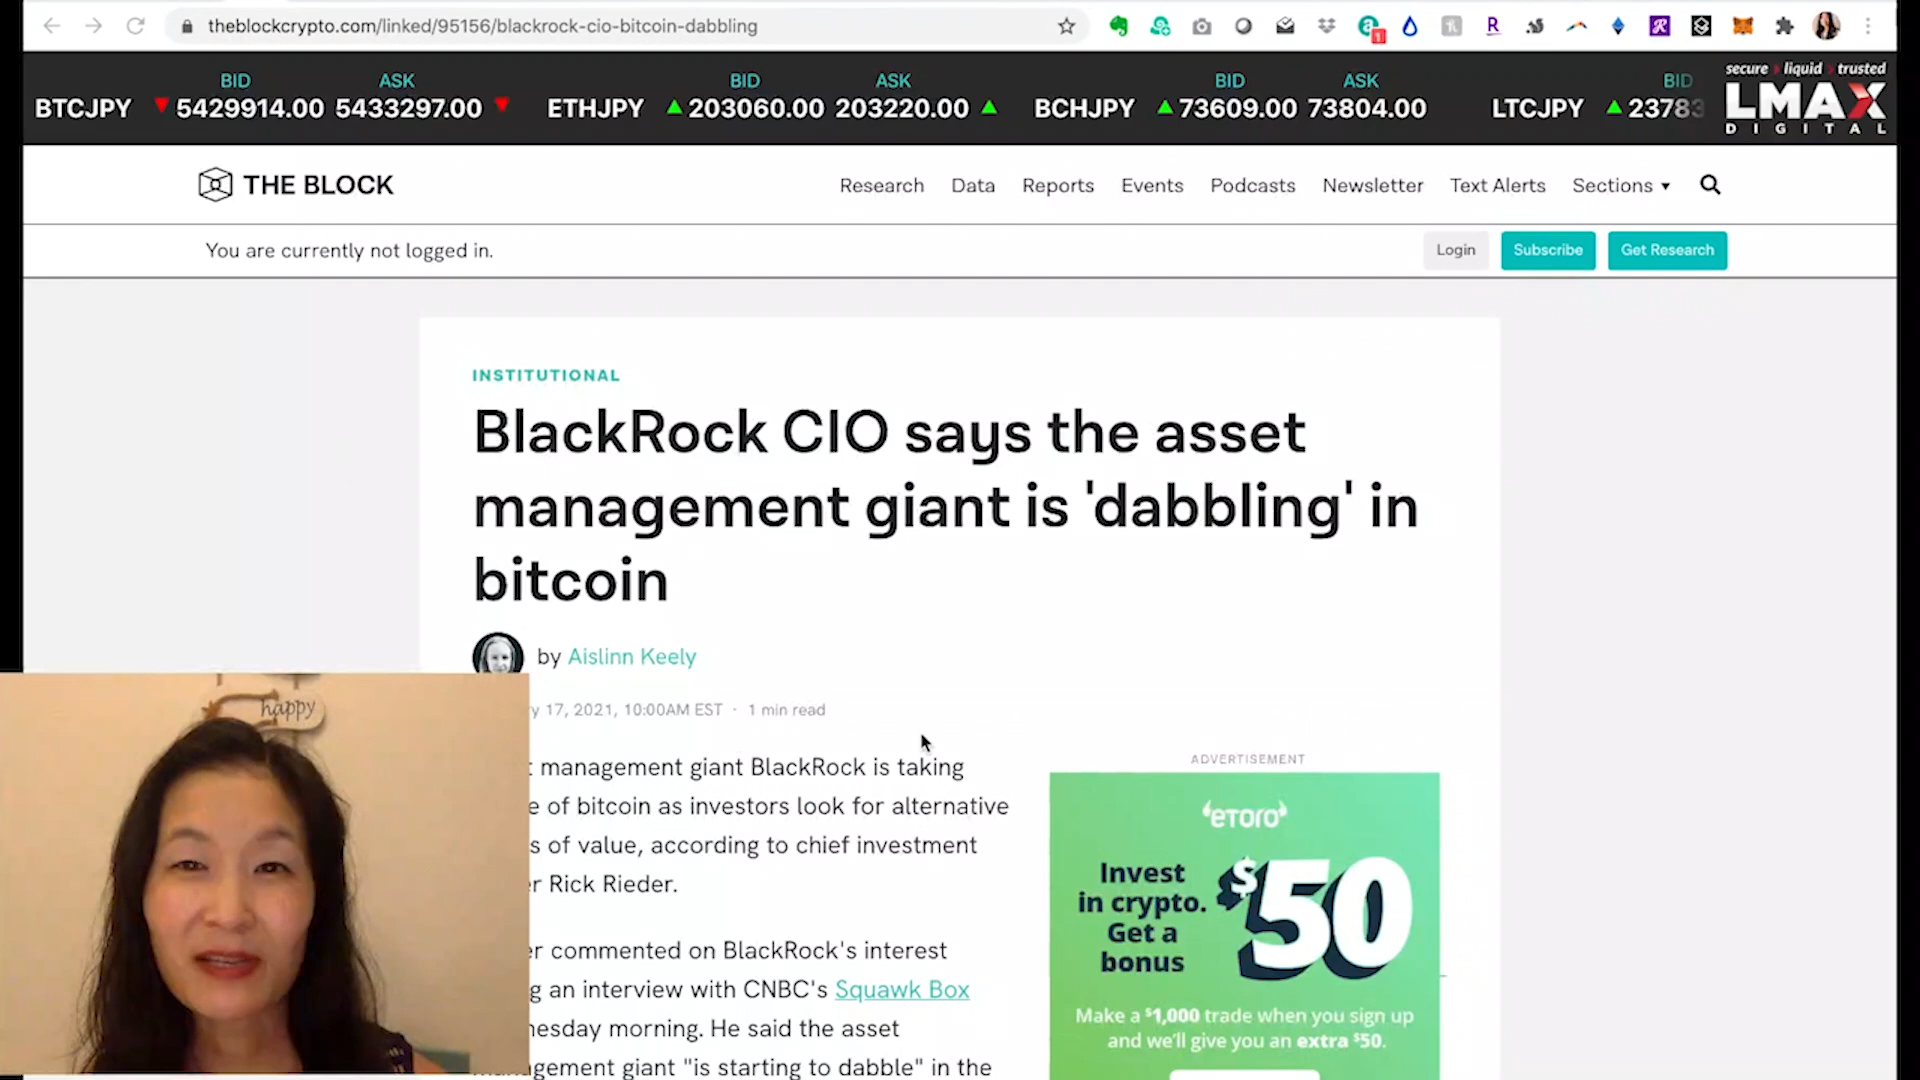 theblockcrypto.com/linked/95156/blackrock-cio-bitcoin-dabbling
BID ASK BID ASK BID ASK BID
BTCJPY 5429914.00 5433297.00 ETHJPY 203060.00 203220.00 BCHJPY 73609.00 73804.00 LTCJPY 23783
secure liquid trusted
LMAX
DIGITAL
THE BLOCK
Research Data Reports Events Podcasts Newsletter Text Alerts Sections
You are currently not logged in.
Login Subscribe Get Research
INSTITUTIONAL
BlackRock CIO says the asset
management giant is 'dabbling' in
bitcoin
by Aislinn Keely
y 17, 2021, 10:00AM EST · 1 min read
happy
t management giant BlackRock is taking
e of bitcoin as investors look for alternative
s of value, according to chief investment
r Rick Rieder.
er commented on BlackRock's interest
g an interview with CNBC's Squawk Box
nesday morning. He said the asset
gement giant "is starting to dabble" in the
ADVERTISEMENT
eToro
Invest
in crypto.
Get a
bonus
$50
Make a $1,000 trade when you sign up
and we'll give you an extra $50.